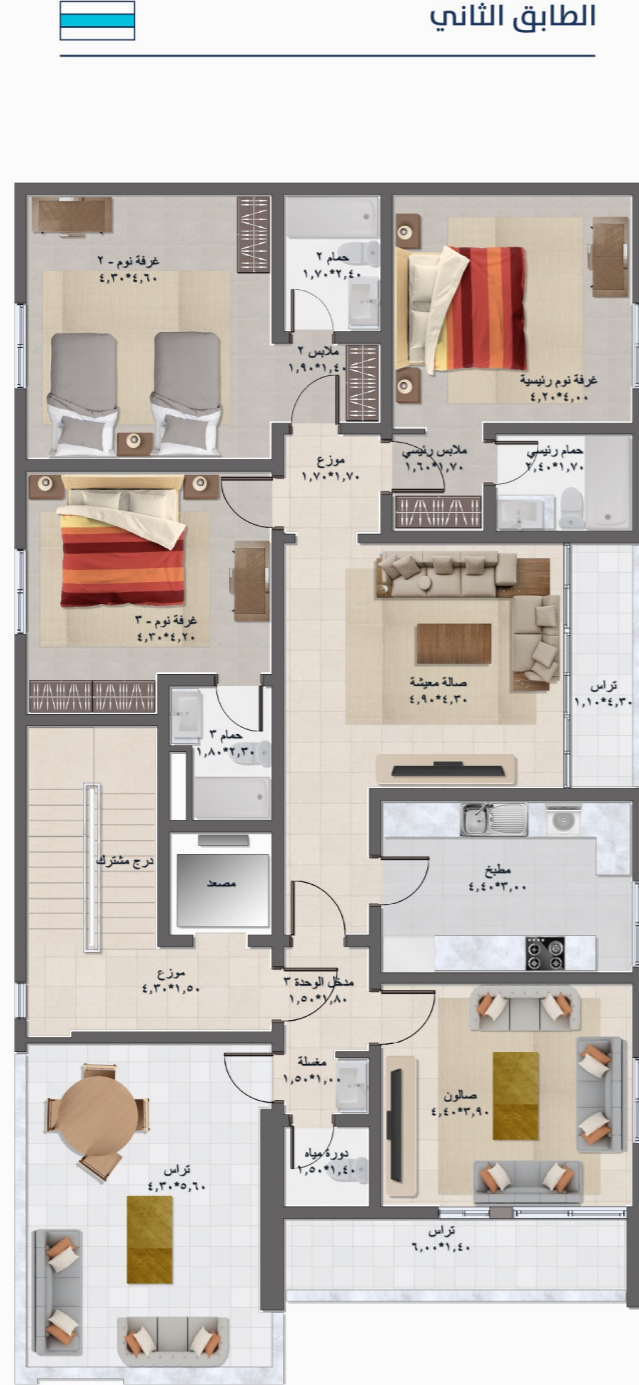 الطابق الثاني
غرفة نوم - ٢
٤,٣٠*٤,٦٠
حمام ٢
١,٧٠*٢,٤٠
غرفة نوم رئيسية
٤,٢٠*٤,٠٠
ملابس ٢
١,٩٠*١,٤٠
موزع
١,٧٠*١,٧٠
ملابس رئيسي
١,٦٠*١,٧٠
حمام رئيسي
٢,٤٠*١,٧٠
غرفة نوم - ٣
٤,٣٠*٤,٢٠
صالة معيشة
٤,٩٠*٤,٣٠
تراس
١,١٠*٤,٣٠
حمام ٣
١,٨٠*٢,٣٠
درج مشترك
مصعد
مطبخ
٤,٤٠*٣,٠٠
موزع
٤,٣٠*١,٥٠
مدخل الوحدة ٣
١,٥٠*١,٨٠
مغسلة
١,٥٠*١,٠٠
صالون
٤,٤٠*٣,٩٠
دورة مياه
١,٥٠*١,٤٠
تراس
٤,٣٠*٥,٦٠
تراس
٦,٠٠*١,٤٠